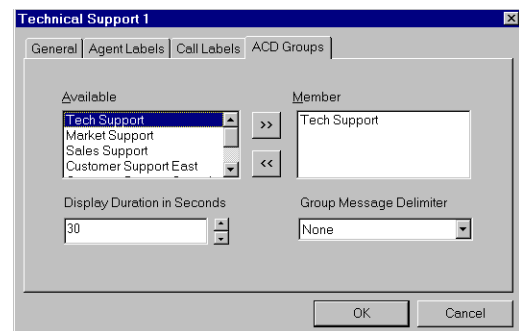 Technical Support 1
General Agent Labels Call Labels ACD Groups
Available
Member
Tech Support
Market Support
Sales Support
Customer Support East
>>
<<
Tech Support
Display Duration in Seconds
30
Group Message Delimiter
None
OK Cancel